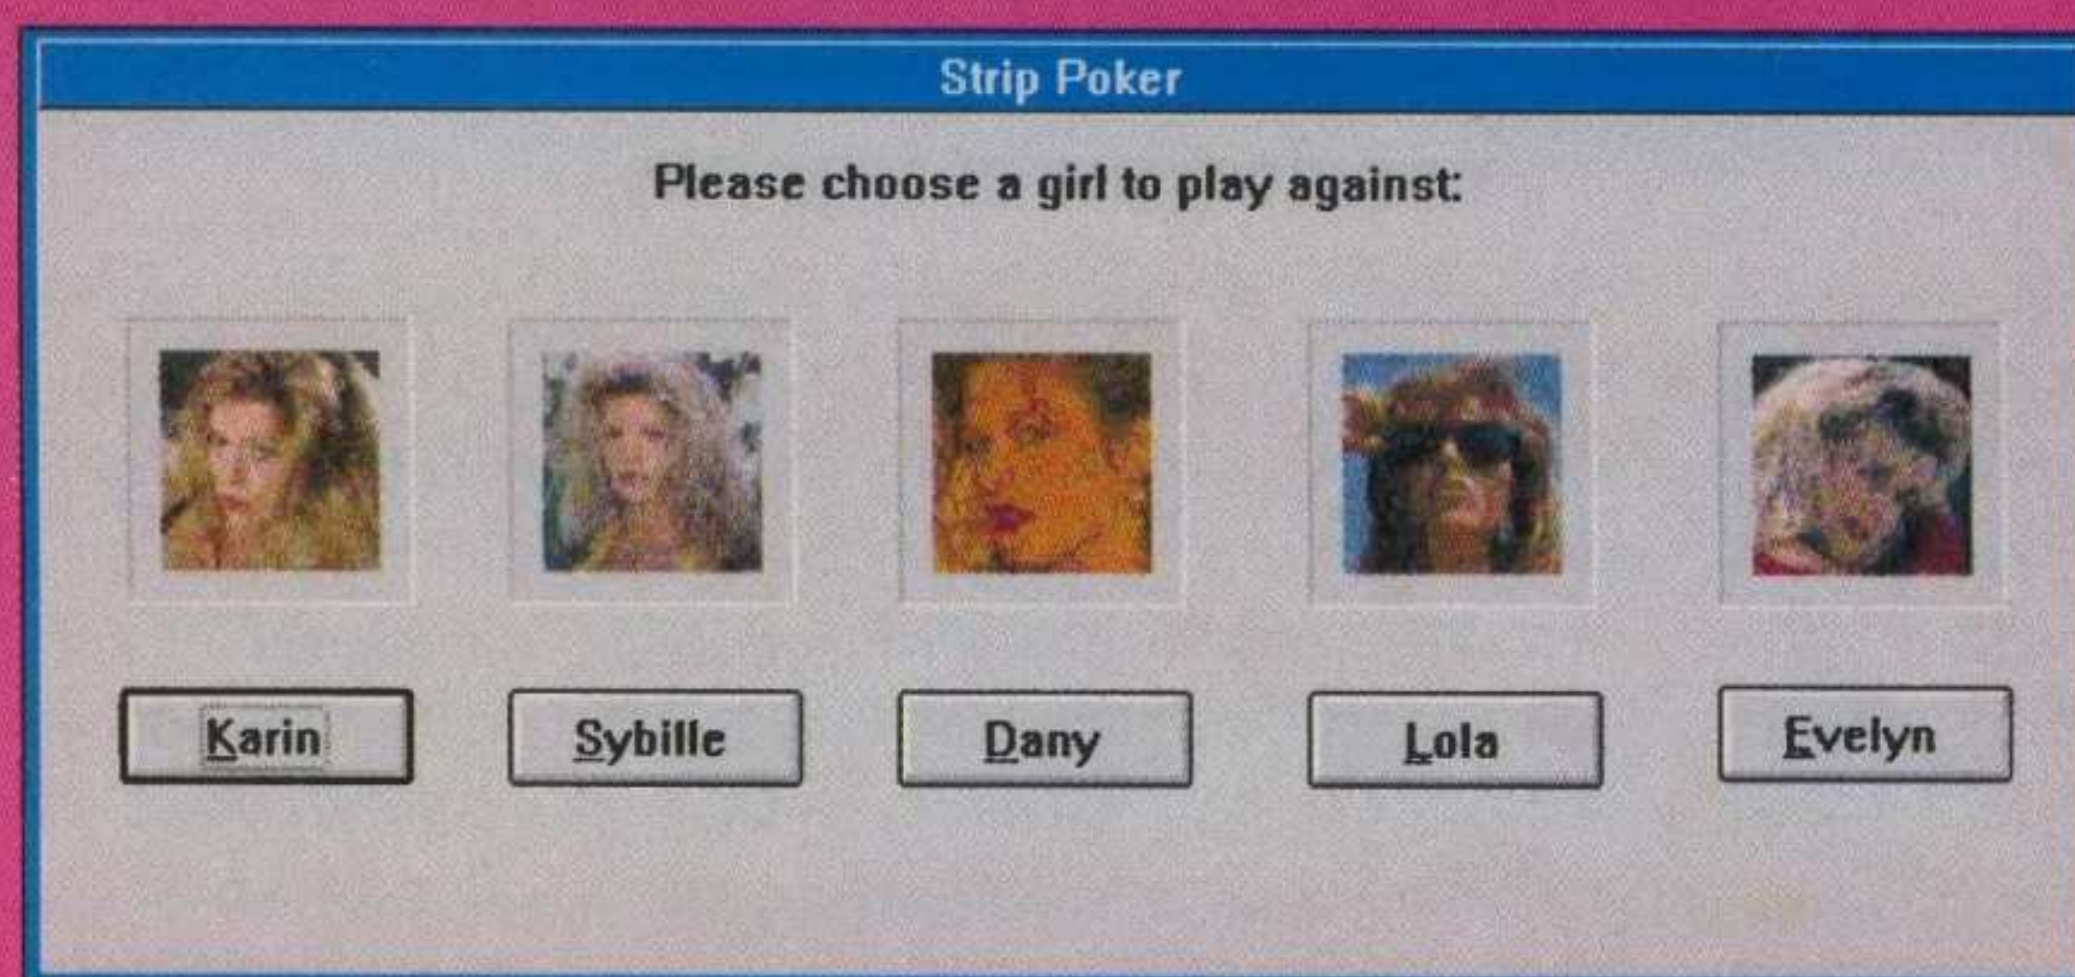 Strip Poker
Please choose a girl to play against:
Karin
Sybille
Dany
Lola
Evelyn